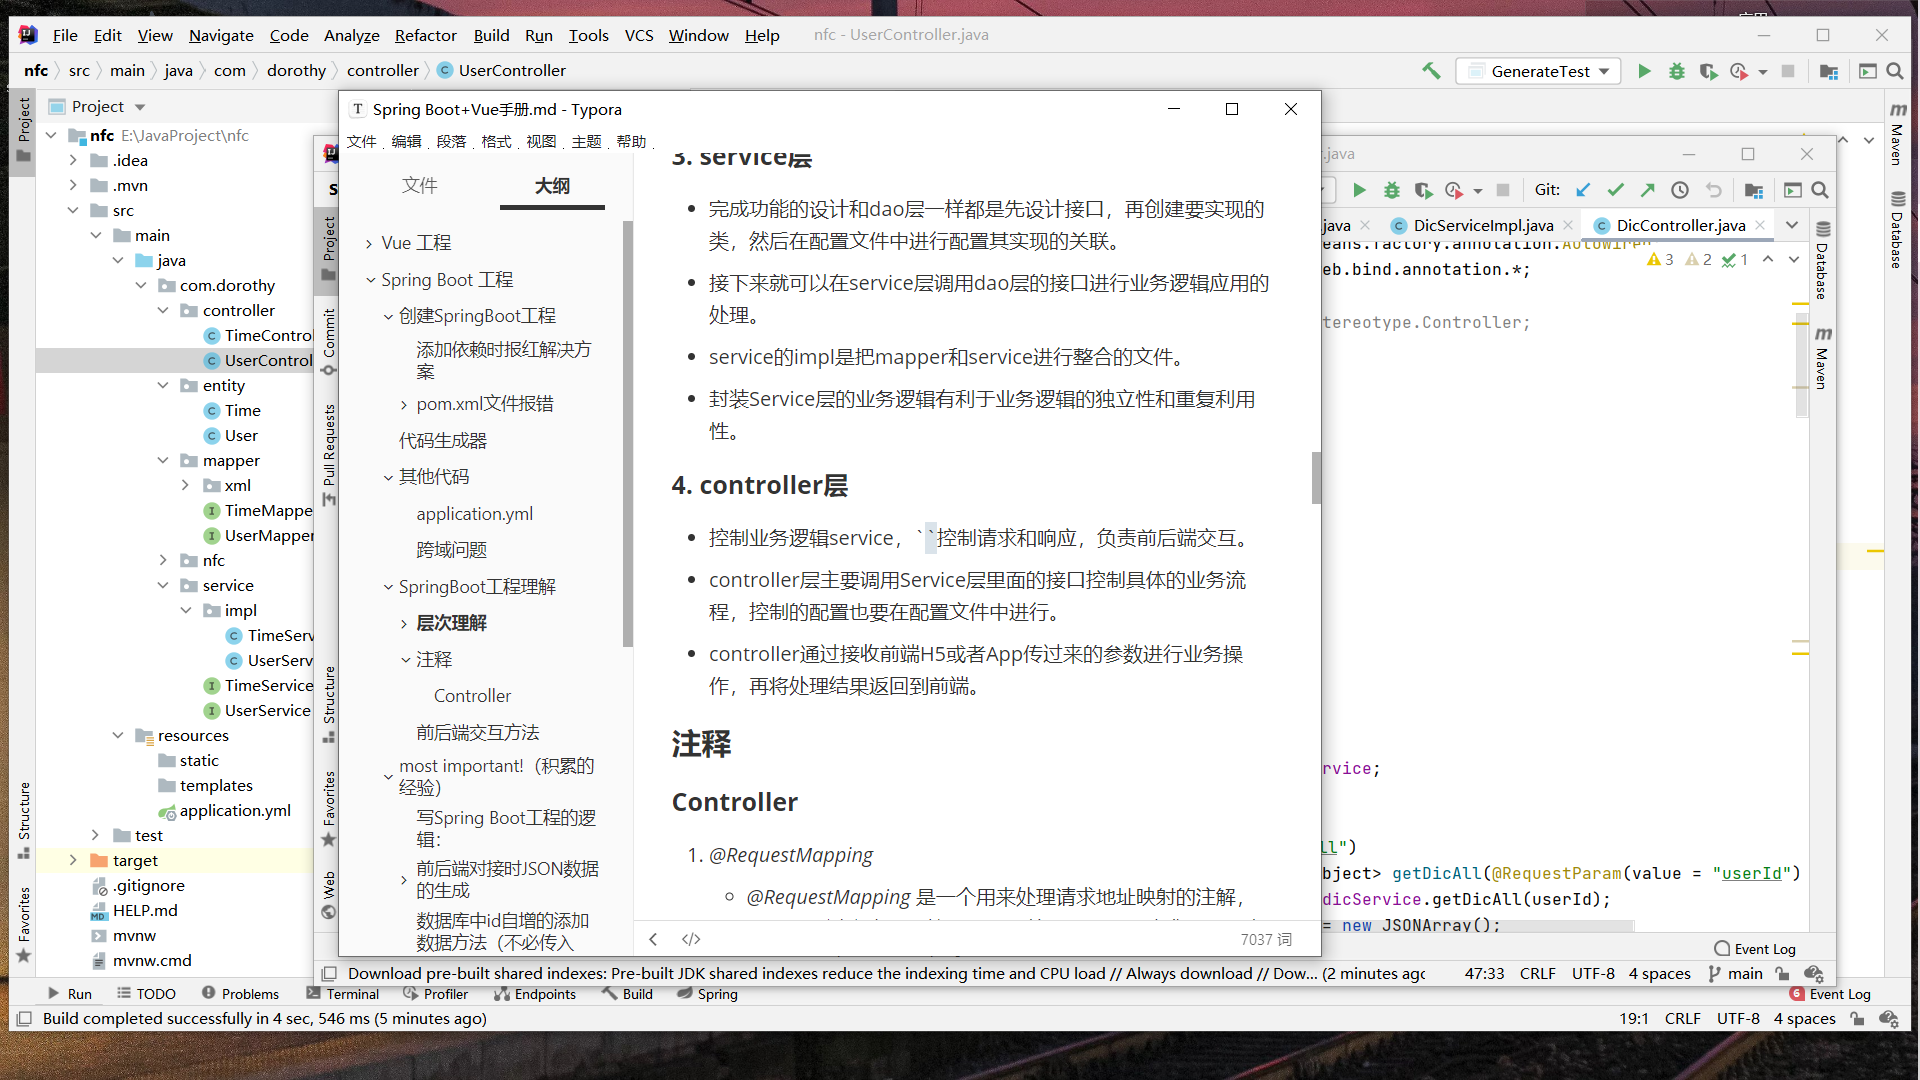 File Edit View Navigate Code Analyze Refactor Build Run Tools VCS Window Help nfc - UserController.java
nfc src main java com dorothy controller UserController
GenerateTest
Project
nfc E:\JavaProject\nfc
.idea
.mvn
src
main
java
com.dorothy
controller
TimeContro
UserControl
entity
Time
User
mapper
xml
TimeMappe
UserMapper
nfc
service
impl
TimeServ
UserServ
TimeService
UserService
resources
static
templates
application.yml
test
target
.gitignore
HELP.md
mvnw
mvnw.cmd
Project
Structure
Favorites
Project
Commit
Pull Requests
Structure
Favorites
Web
Spring Boot+Vue手册.md - Typora
文件 编辑 段落 格式 视图 主题 帮助
文件
大纲
Vue 工程
Spring Boot 工程
创建SpringBoot工程
添加依赖时报红解决方
案
pom.xml文件报错
代码生成器
其他代码
application.yml
跨域问题
SpringBoot工程理解
层次理解
注释
Controller
前后端交互方法
most important!（积累的
经验）
写Spring Boot工程的逻
辑：
前后端对接时JSON数据
的生成
数据库中id自增的添加
数据方法（不必传入
3. service层
完成功能的设计和dao层一样都是先设计接口，再创建要实现的
类，然后在配置文件中进行配置其实现的关联。
接下来就可以在service层调用dao层的接口进行业务逻辑应用的
处理。
service的impl是把mapper和service进行整合的文件。
封装Service层的业务逻辑有利于业务逻辑的独立性和重复利用
性。
4. controller层
控制业务逻辑service，``控制请求和响应，负责前后端交互。
controller层主要调用Service层里面的接口控制具体的业务流
程，控制的配置也要在配置文件中进行。
controller通过接收前端H5或者App传过来的参数进行业务操
作，再将处理结果返回到前端。
注释
Controller
1. @RequestMapping
@RequestMapping 是一个用来处理请求地址映射的注解，
7037 词
r.java
Git:
java DicServiceImpl.java DicController.java
eans.factory.annotation.Autowired
3 2 1
eb.bind.annotation.*;
tereotype.Controller;
rvice;
ll")
bject> getDicAll(@RequestParam(value = "userId")
dicService.getDicAll(userId);
= new JSONArray();
Database
Maven
Maven
Database
Event Log
Download pre-built shared indexes: Pre-built JDK shared indexes reduce the indexing time and CPU load // Always download // Dow... (2 minutes agc 47:33 CRLF UTF-8 4 spaces main
Run TODO Problems Terminal Profiler Endpoints Build Spring 6 Event Log
Build completed successfully in 4 sec, 546 ms (5 minutes ago) 19:1 CRLF UTF-8 4 spaces